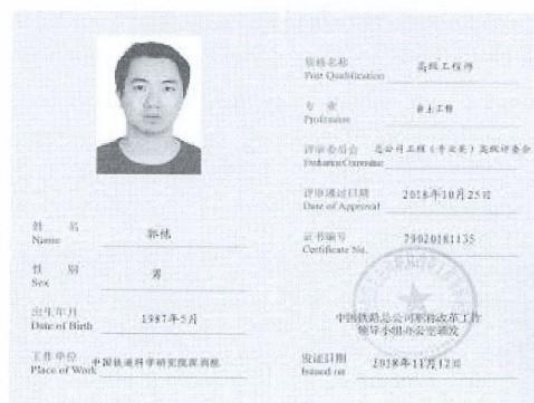 姓 名
Name
郭伟
性 别
Sex
男
出生年月
Date of Birth
1987年5月
工作单位
Place of Work
中国铁道科学研究院深圳院
资格名称
Post Qualification
高级工程师
专 业
Profession
岩土工程
评审委员会
Evaluation Committee
总公司工程（专业类）高级评委会
评审通过日期
Date of Approval
2018年10月25日
证书编号
Certificate No.
29020181135
中国铁路总公司职称改革工作
领导小组办公室颁发
发证日期
Issued on
2018年11月12日